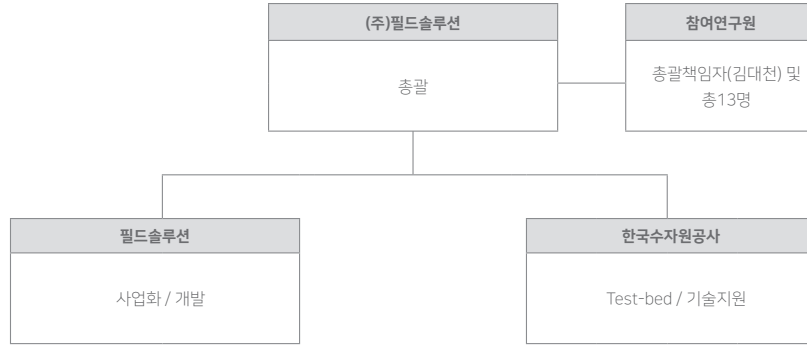 (주)필드솔루션
총괄
참여연구원
총괄책임자(김대천) 및
총13명
필드솔루션
사업화 / 개발
한국수자원공사
Test-bed / 기술지원